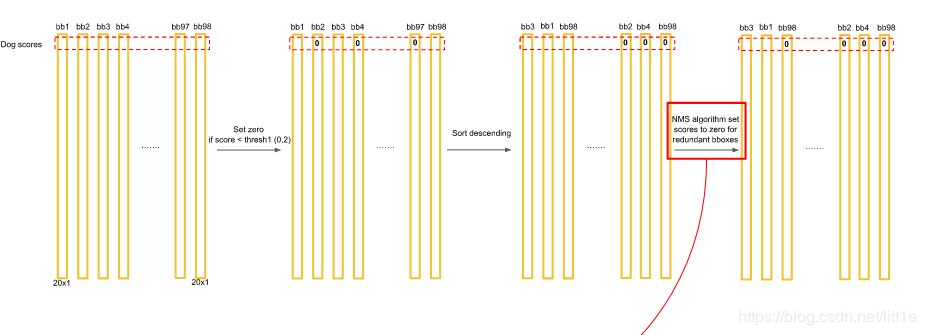 bb1 bb2 bb3 bb4 bb97 bb98
bb1 bb2 bb3 bb4 bb97 bb98
bb3 bb1 bb98 bb2 bb4 bb98
bb3 bb1 bb98 bb2 bb4 bb98
Dog scores
0 0 0
0 0 0
0 0 0 0
Set zero
if score < thresh1 (0.2)
Sort descending
NMS algorithm set
scores to zero for
redundant bboxes
.......
.......
.......
.......
20x1
20x1
https://blog.csdn.net/litt1e